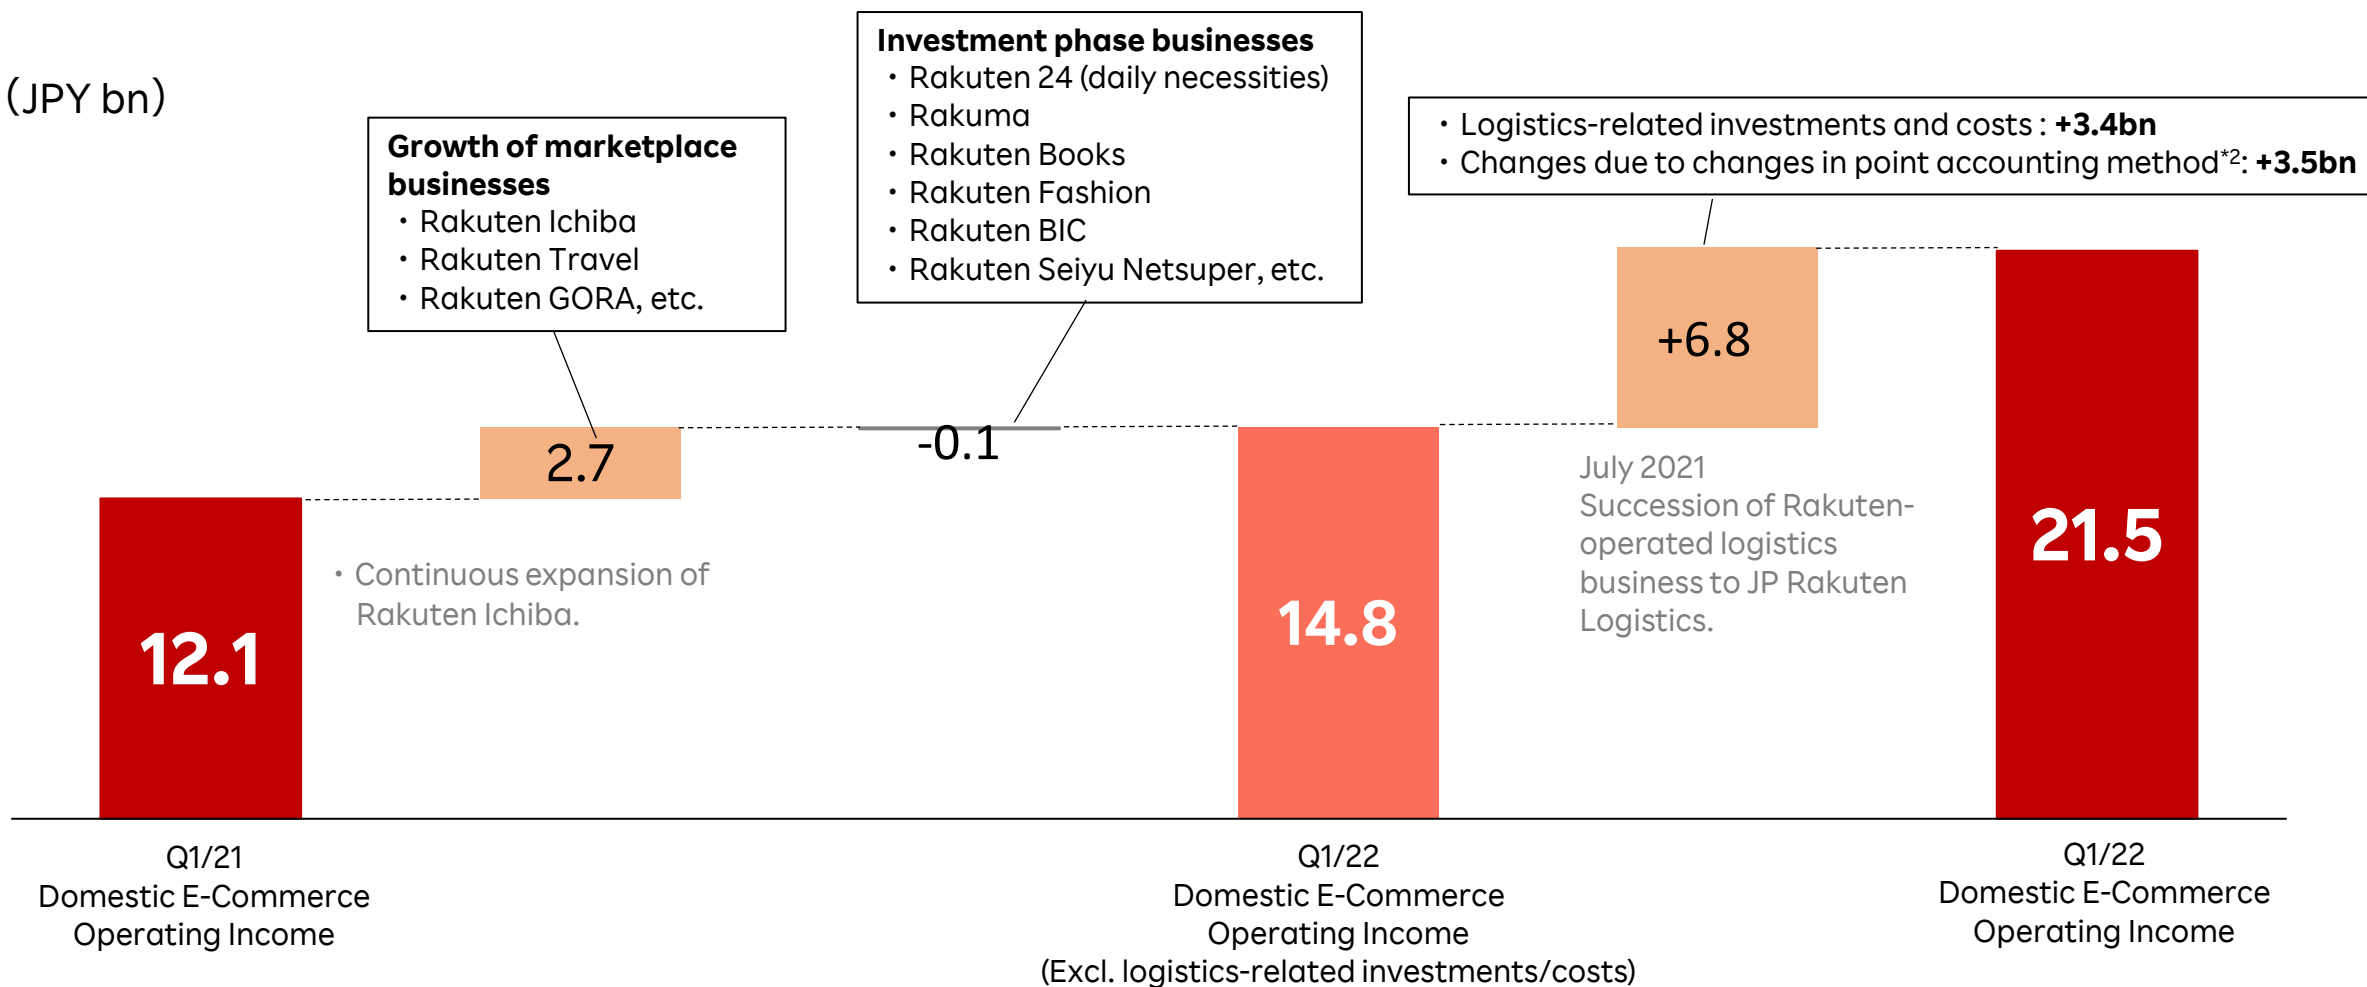 (JPY bn)
Growth of marketplace
businesses
・Rakuten Ichiba
・Rakuten Travel
・Rakuten GORA, etc.
Investment phase businesses
・Rakuten 24 (daily necessities)
・Rakuma
・Rakuten Books
・Rakuten Fashion
・Rakuten BIC
・Rakuten Seiyu Netsuper, etc.
・Logistics-related investments and costs : +3.4bn
・Changes due to changes in point accounting method*2: +3.5bn
12.1
2.7
・Continuous expansion of
Rakuten Ichiba.
-0.1
14.8
+6.8
July 2021
Succession of Rakuten-
operated logistics
business to JP Rakuten
Logistics.
21.5
Q1/21
Domestic E-Commerce
Operating Income
Q1/22
Domestic E-Commerce
Operating Income
(Excl. logistics-related investments/costs)
Q1/22
Domestic E-Commerce
Operating Income